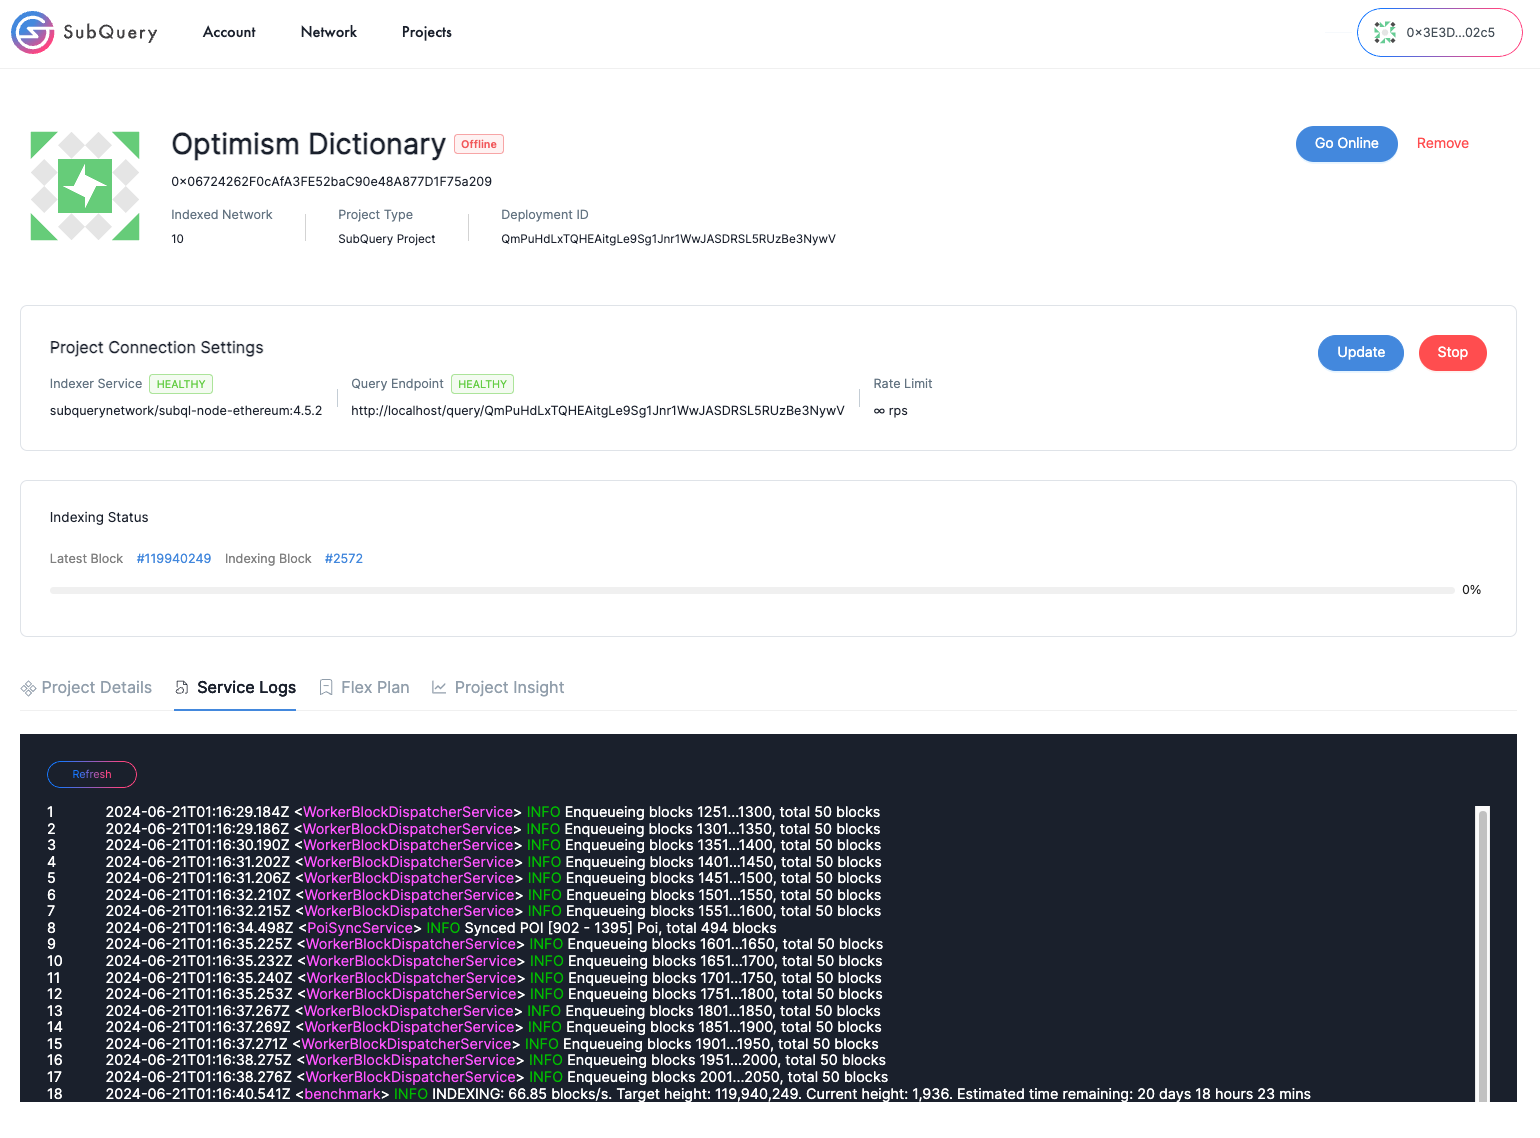 SubQuery Account Network Projects 0x3E3D...02c5
Optimism Dictionary Offline Go Online Remove
0x06724262F0cAfA3FE52baC90e48A877D1F75a209
Indexed Network Project Type Deployment ID
10 SubQuery Project QmPuHdLxTQHEAitgLe9Sg1Jnr1WwJASDRSL5RUzBe3NywV
Project Connection Settings Update Stop
Indexer Service HEALTHY Query Endpoint HEALTHY Rate Limit
subquerynetwork/subql-node-ethereum:4.5.2 http://localhost/query/QmPuHdLxTQHEAitgLe9Sg1Jnr1WwJASDRSL5RUzBe3NywV ∞ rps
Indexing Status
Latest Block #119940249 Indexing Block #2572
0%
Project Details Service Logs Flex Plan Project Insight
Refresh
1 2024-06-21T01:16:29.184Z <WorkerBlockDispatcherService> INFO Enqueueing blocks 1251...1300, total 50 blocks
2 2024-06-21T01:16:29.186Z <WorkerBlockDispatcherService> INFO Enqueueing blocks 1301...1350, total 50 blocks
3 2024-06-21T01:16:30.190Z <WorkerBlockDispatcherService> INFO Enqueueing blocks 1351...1400, total 50 blocks
4 2024-06-21T01:16:31.202Z <WorkerBlockDispatcherService> INFO Enqueueing blocks 1401...1450, total 50 blocks
5 2024-06-21T01:16:31.206Z <WorkerBlockDispatcherService> INFO Enqueueing blocks 1451...1500, total 50 blocks
6 2024-06-21T01:16:32.210Z <WorkerBlockDispatcherService> INFO Enqueueing blocks 1501...1550, total 50 blocks
7 2024-06-21T01:16:32.215Z <WorkerBlockDispatcherService> INFO Enqueueing blocks 1551...1600, total 50 blocks
8 2024-06-21T01:16:34.498Z <PoiSyncService> INFO Synced POI [902 - 1395] Poi, total 494 blocks
9 2024-06-21T01:16:35.225Z <WorkerBlockDispatcherService> INFO Enqueueing blocks 1601...1650, total 50 blocks
10 2024-06-21T01:16:35.232Z <WorkerBlockDispatcherService> INFO Enqueueing blocks 1651...1700, total 50 blocks
11 2024-06-21T01:16:35.240Z <WorkerBlockDispatcherService> INFO Enqueueing blocks 1701...1750, total 50 blocks
12 2024-06-21T01:16:35.253Z <WorkerBlockDispatcherService> INFO Enqueueing blocks 1751...1800, total 50 blocks
13 2024-06-21T01:16:37.267Z <WorkerBlockDispatcherService> INFO Enqueueing blocks 1801...1850, total 50 blocks
14 2024-06-21T01:16:37.269Z <WorkerBlockDispatcherService> INFO Enqueueing blocks 1851...1900, total 50 blocks
15 2024-06-21T01:16:37.271Z <WorkerBlockDispatcherService> INFO Enqueueing blocks 1901...1950, total 50 blocks
16 2024-06-21T01:16:38.275Z <WorkerBlockDispatcherService> INFO Enqueueing blocks 1951...2000, total 50 blocks
17 2024-06-21T01:16:38.276Z <WorkerBlockDispatcherService> INFO Enqueueing blocks 2001...2050, total 50 blocks
18 2024-06-21T01:16:40.541Z <benchmark> INFO INDEXING: 66.85 blocks/s. Target height: 119,940,249. Current height: 1,936. Estimated time remaining: 20 days 18 hours 23 mins